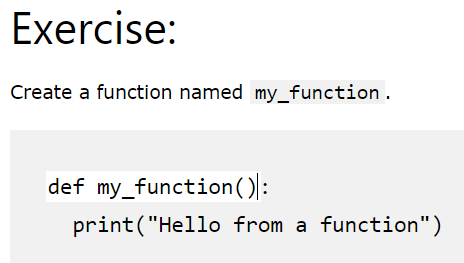 Exercise:
Create a function named my_function.
def my_function():
  print("Hello from a function")